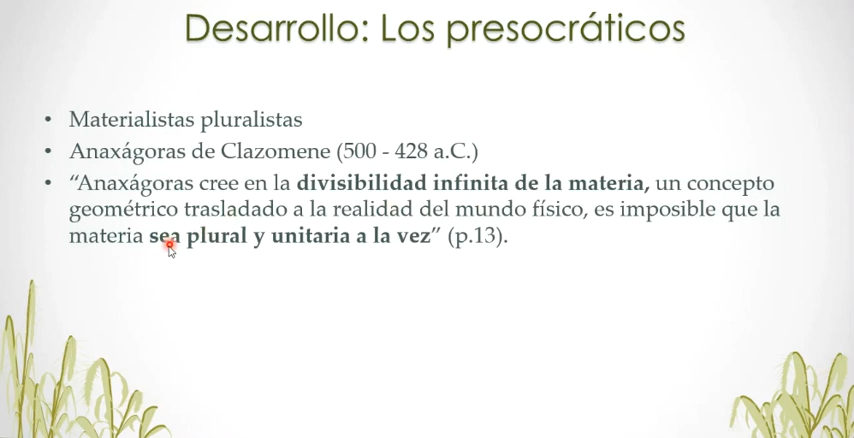 Desarrollo: Los presocráticos
• Materialistas pluralistas
• Anaxágoras de Clazomene (500 - 428 a.C.)
• “Anaxágoras cree en la divisibilidad infinita de la materia, un concepto
geométrico trasladado a la realidad del mundo físico, es imposible que la
materia sea plural y unitaria a la vez” (p.13).